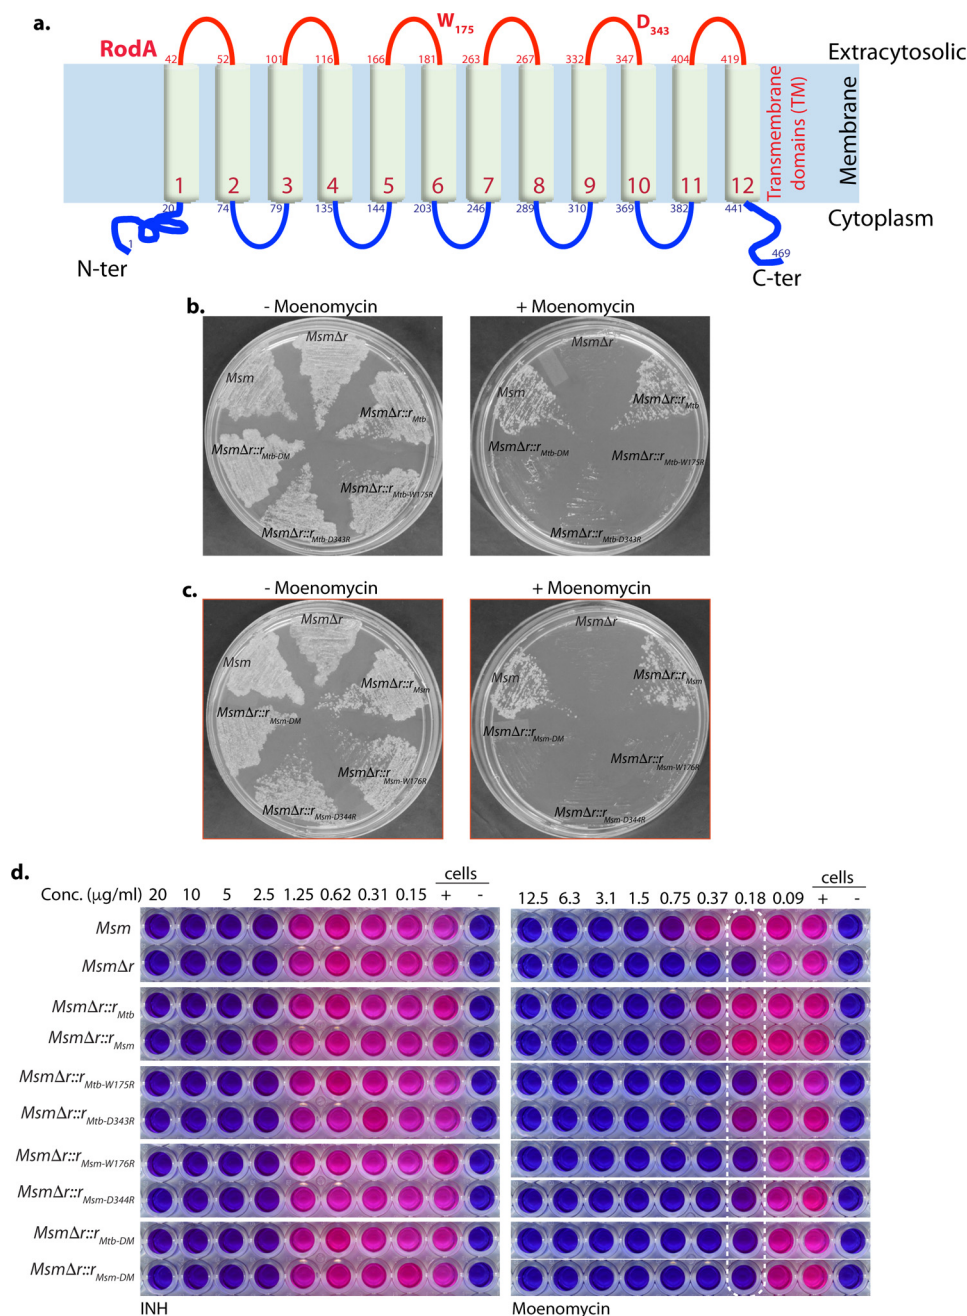 a.
W175 D343
RodA
42 52 101 116 166 181 263 267 332 347 404 419
Extracytosolic
Transmembrane
domains (TM)
Membrane
1 2 3 4 5 6 7 8 9 10 11 12
20 74 79 135 144 203 246 289 310 369 382 441
Cytoplasm
1
469
N-ter
C-ter
b.
- Moenomycin
+ Moenomycin
MsmΔr
Msm
MsmΔr::rMtb
MsmΔr::rMtb-DM
MsmΔr::rMtb-W175R
MsmΔr::rMtb-D343R
MsmΔr
Msm
MsmΔr::rMtb
MsmΔr::rMtb-DM
MsmΔr::rMtb-W175R
MsmΔr::rMtb-D343R
c.
- Moenomycin
+ Moenomycin
MsmΔr
Msm
MsmΔr::rMsm
MsmΔr::rMsm-DM
MsmΔr::rMsm-W176R
MsmΔr::rMsm-D344R
MsmΔr
Msm
MsmΔr::rMsm
MsmΔr::rMsm-DM
MsmΔr::rMsm-W176R
MsmΔr::rMsm-D344R
d.
cells
cells
Conc. (μg/ml) 20 10 5 2.5 1.25 0.62 0.31 0.15 + -
12.5 6.3 3.1 1.5 0.75 0.37 0.18 0.09 + -
Msm
MsmΔr
MsmΔr::rMtb
MsmΔr::rMsm
MsmΔr::rMtb-W175R
MsmΔr::rMtb-D343R
MsmΔr::rMsm-W176R
MsmΔr::rMsm-D344R
MsmΔr::rMtb-DM
MsmΔr::rMsm-DM
INH
Moenomycin